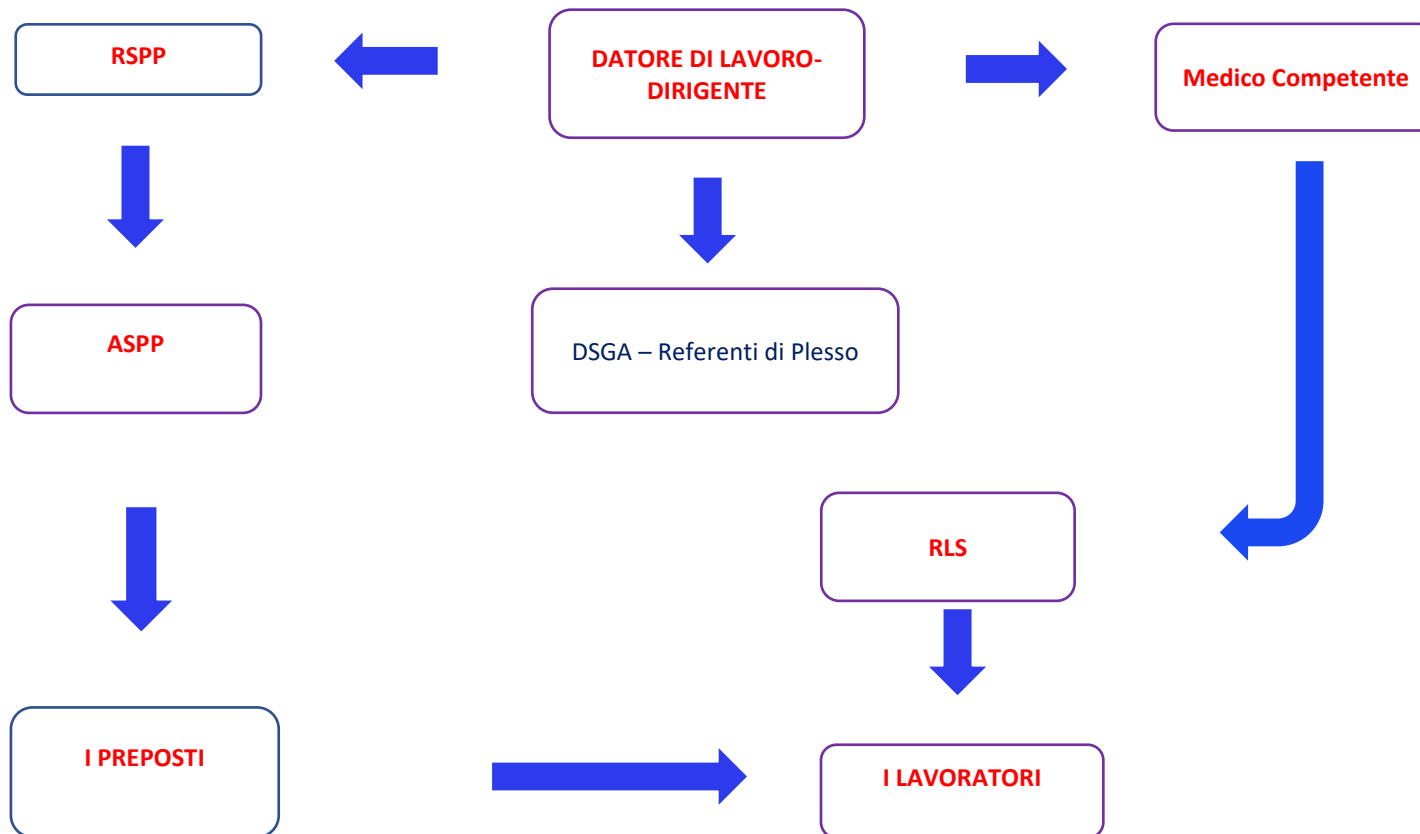 RSPP
DATORE DI LAVORO-
DIRIGENTE
Medico Competente
ASPP
DSGA – Referenti di Plesso
RLS
I PREPOSTI
I LAVORATORI